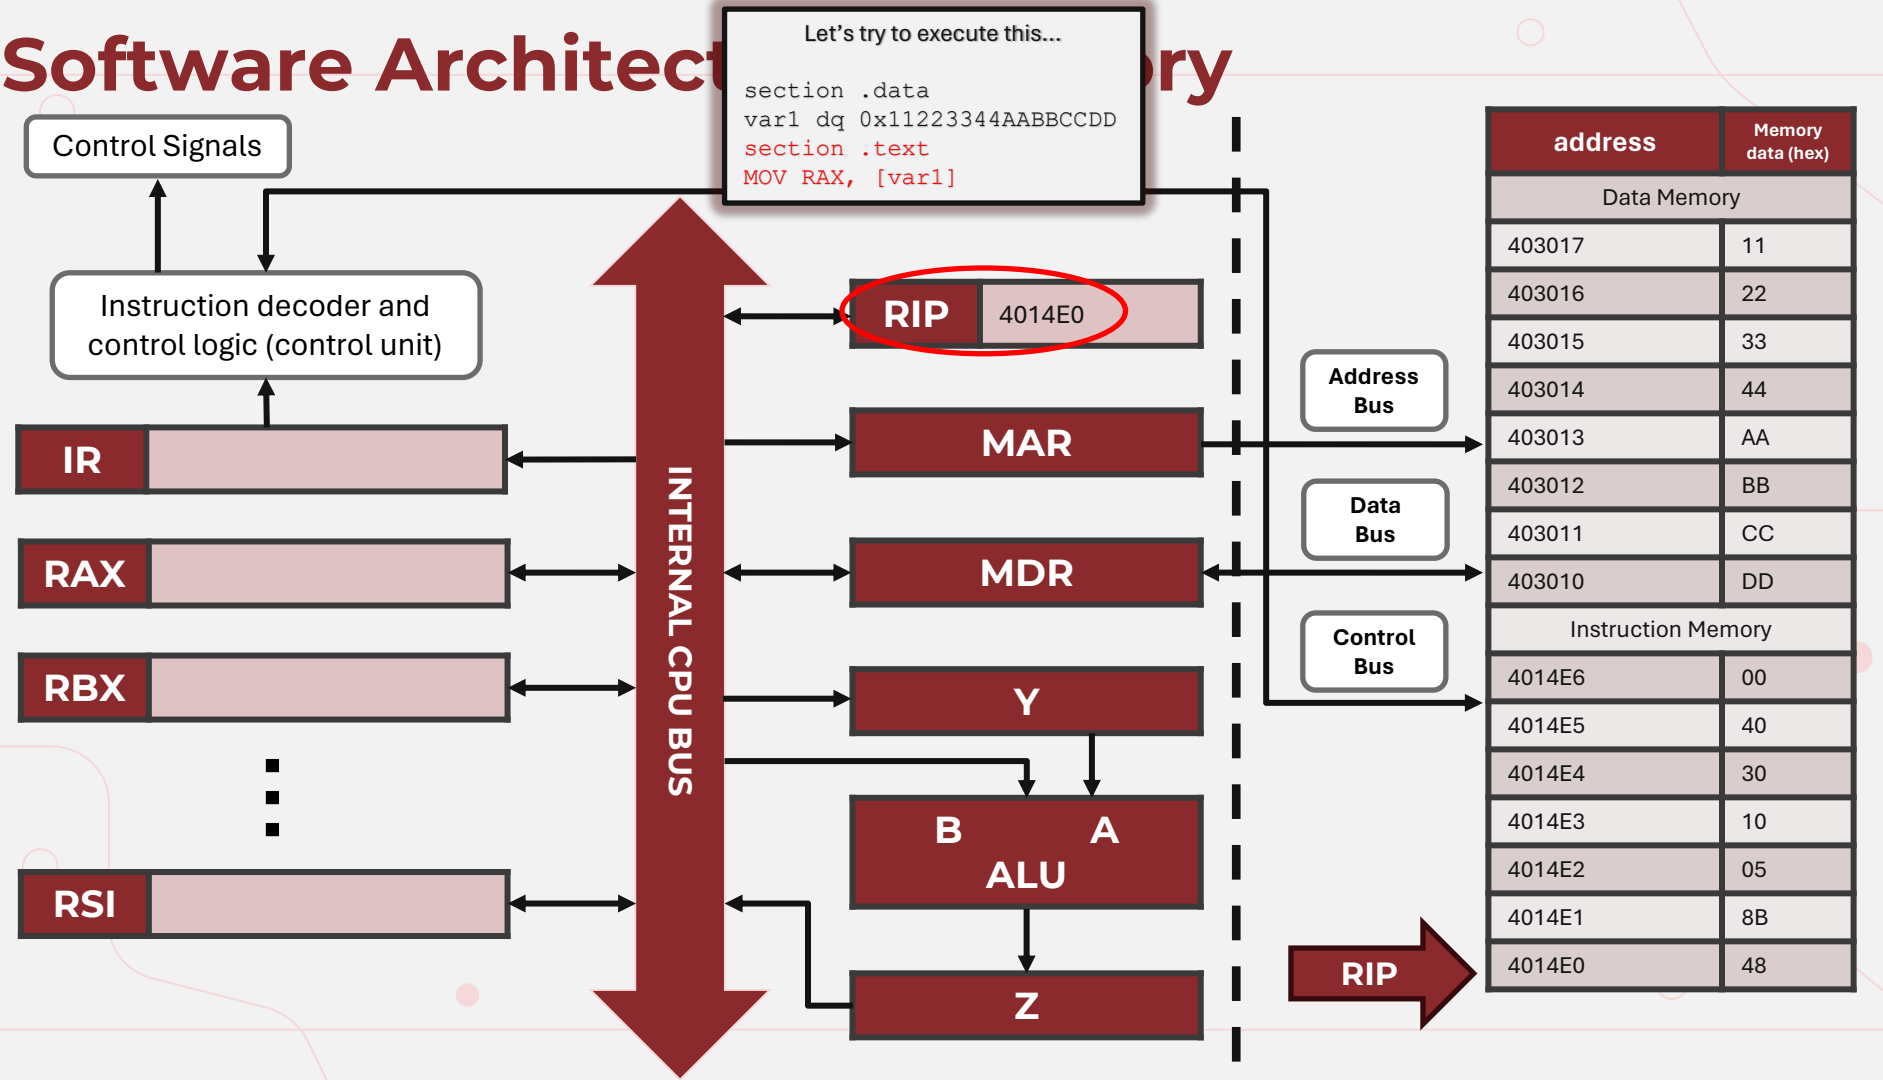 Software Architec
ry
Let's try to execute this...
section .data
var1 dq 0x11223344AABBCCDD
section .text
MOV RAX, [var1]
Control Signals
Instruction decoder and
control logic (control unit)
IR
RAX
RBX
RSI
INTERNAL CPU BUS
RIP 4014E0
MAR
MDR
Y
B A
ALU
Z
Address
Bus
Data
Bus
Control
Bus
RIP
address Memory
data (hex)
Data Memory
403017 11
403016 22
403015 33
403014 44
403013 AA
403012 BB
403011 CC
403010 DD
Instruction Memory
4014E6 00
4014E5 40
4014E4 30
4014E3 10
4014E2 05
4014E1 8B
4014E0 48